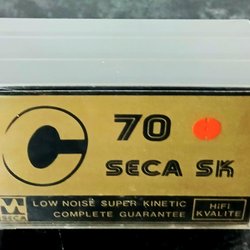 C 70
SECA SK
M SECA
LOW NOISE SUPER KINETIC
COMPLETE GUARANTEE
HIFI
KVALITE